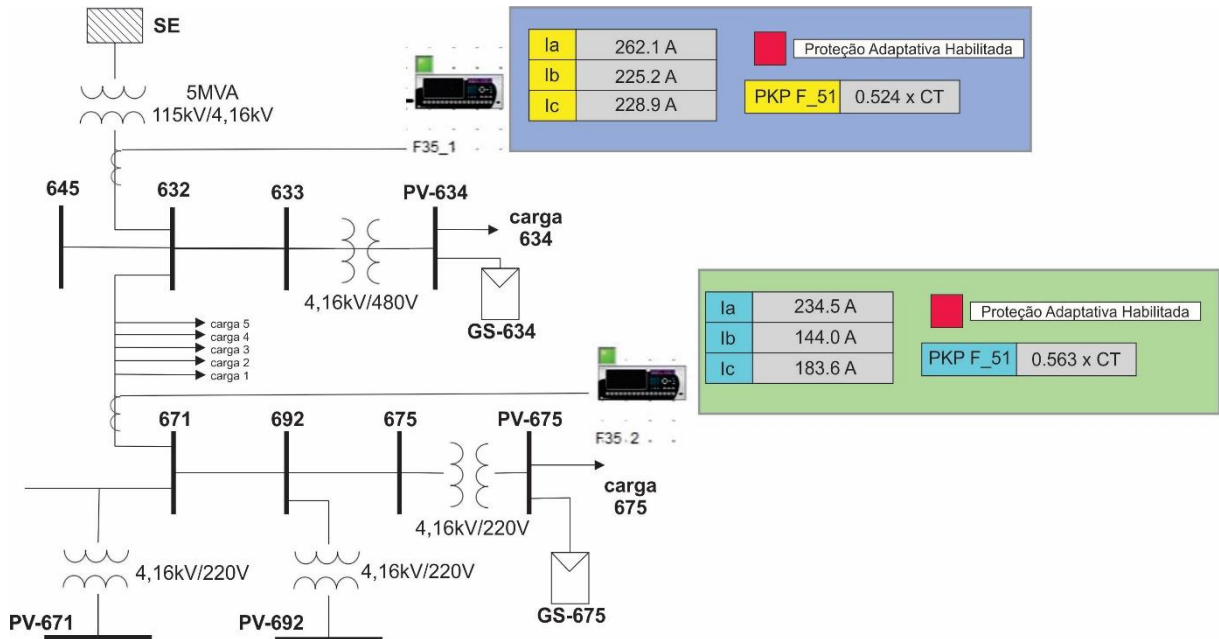 SE
5MVA
115kV/4,16kV
F35_1
Ia 262.1 A
Ib 225.2 A
Ic 228.9 A
Proteção Adaptativa Habilitada
PKP F_51 0.524 x CT
645 632 633 PV-634
carga
634
4,16kV/480V
GS-634
carga 5
carga 4
carga 3
carga 2
carga 1
F35 2
Ia 234.5 A
Ib 144.0 A
Ic 183.6 A
Proteção Adaptativa Habilitada
PKP F_51 0.563 x CT
671 692 675 PV-675
carga
675
4,16kV/220V
GS-675
4,16kV/220V
4,16kV/220V
PV-671
PV-692